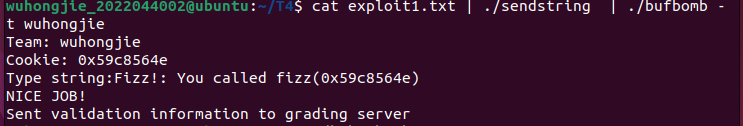 wuhongjie_2022044002@ubuntu:~/T4$ cat exploit1.txt | ./sendstring  | ./bufbomb -
t wuhongjie
Team: wuhongjie
Cookie: 0x59c8564e
Type string:Fizz!: You called fizz(0x59c8564e)
NICE JOB!
Sent validation information to grading server